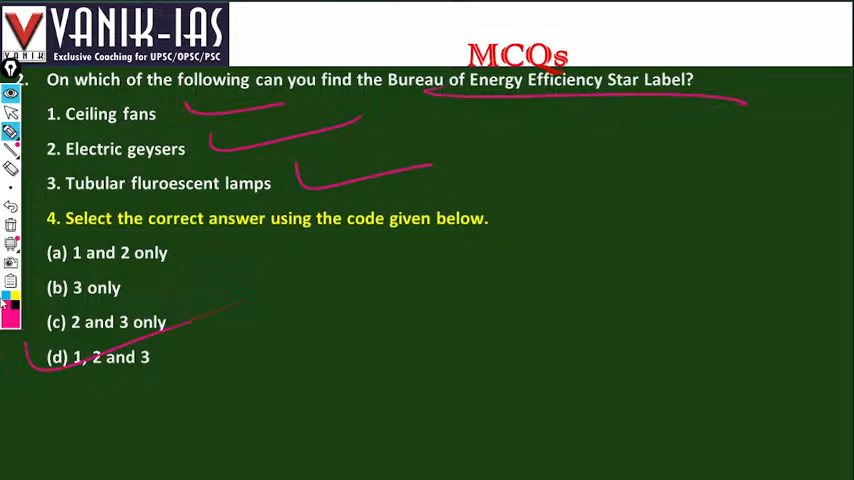 VANIK-IAS
VANIK
Exclusive Coaching for UPSC/OPSC/PSC
MCQs
2. On which of the following can you find the Bureau of Energy Efficiency Star Label?
1. Ceiling fans
2. Electric geysers
3. Tubular fluroescent lamps
4. Select the correct answer using the code given below.
(a) 1 and 2 only
(b) 3 only
(c) 2 and 3 only
(d) 1, 2 and 3